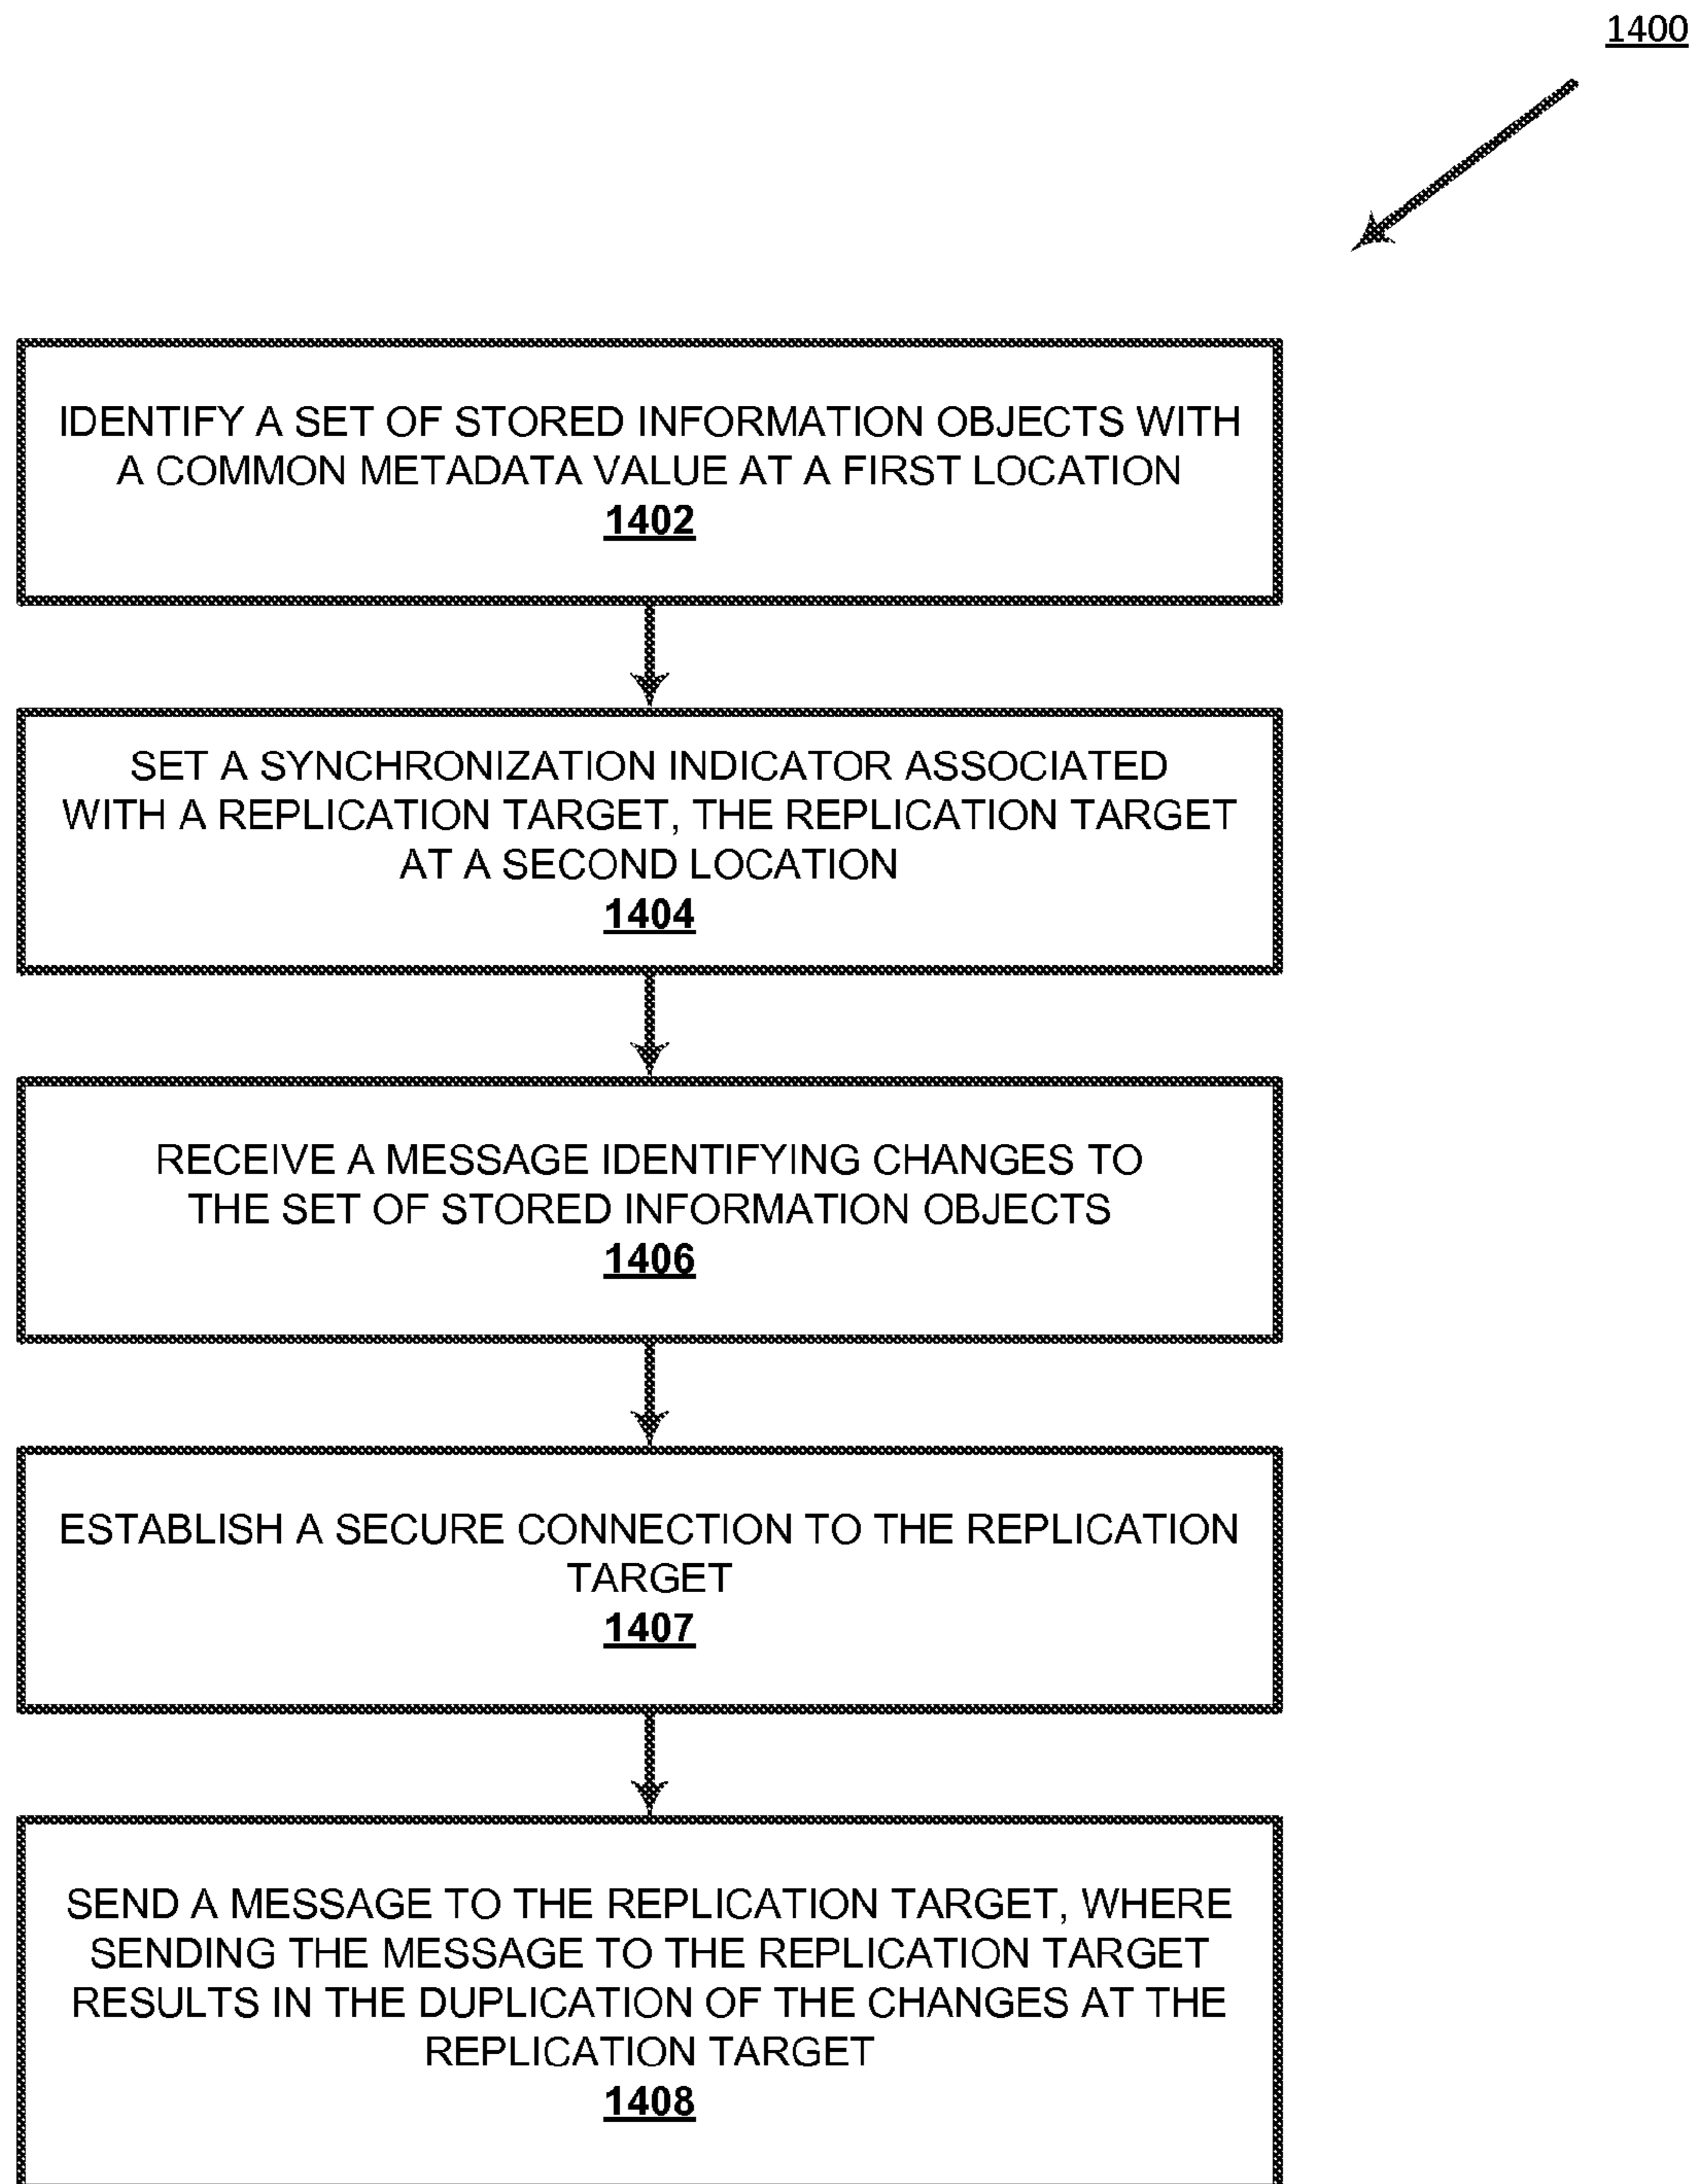 1400
IDENTIFY A SET OF STORED INFORMATION OBJECTS WITH
A COMMON METADATA VALUE AT A FIRST LOCATION
1402
SET A SYNCHRONIZATION INDICATOR ASSOCIATED
WITH A REPLICATION TARGET, THE REPLICATION TARGET
AT A SECOND LOCATION
1404
RECEIVE A MESSAGE IDENTIFYING CHANGES TO
THE SET OF STORED INFORMATION OBJECTS
1406
ESTABLISH A SECURE CONNECTION TO THE REPLICATION
TARGET
1407
SEND A MESSAGE TO THE REPLICATION TARGET, WHERE
SENDING THE MESSAGE TO THE REPLICATION TARGET
RESULTS IN THE DUPLICATION OF THE CHANGES AT THE
REPLICATION TARGET
1408